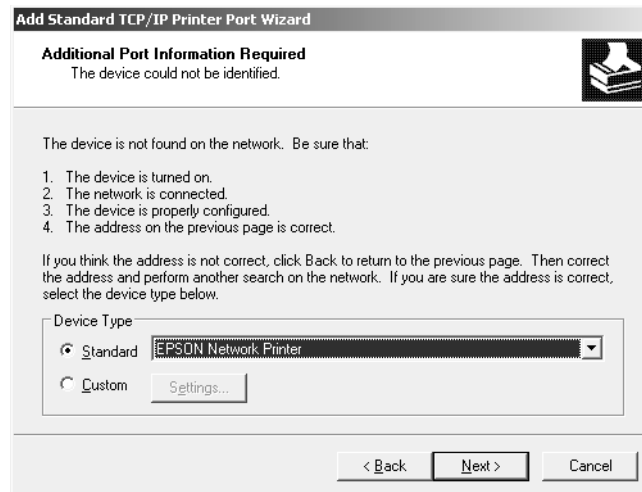 Add Standard TCP/IP Printer Port Wizard
Additional Port Information Required
The device could not be identified.
The device is not found on the network.  Be sure that:
1.  The device is turned on.
2.  The network is connected.
3.  The device is properly configured.
4.  The address on the previous page is correct.
If you think the address is not correct, click Back to return to the previous page.  Then correct
the address and perform another search on the network.  If you are sure the address is correct,
select the device type below.
Device Type
Standard EPSON Network Printer
Custom Settings...
< Back Next > Cancel